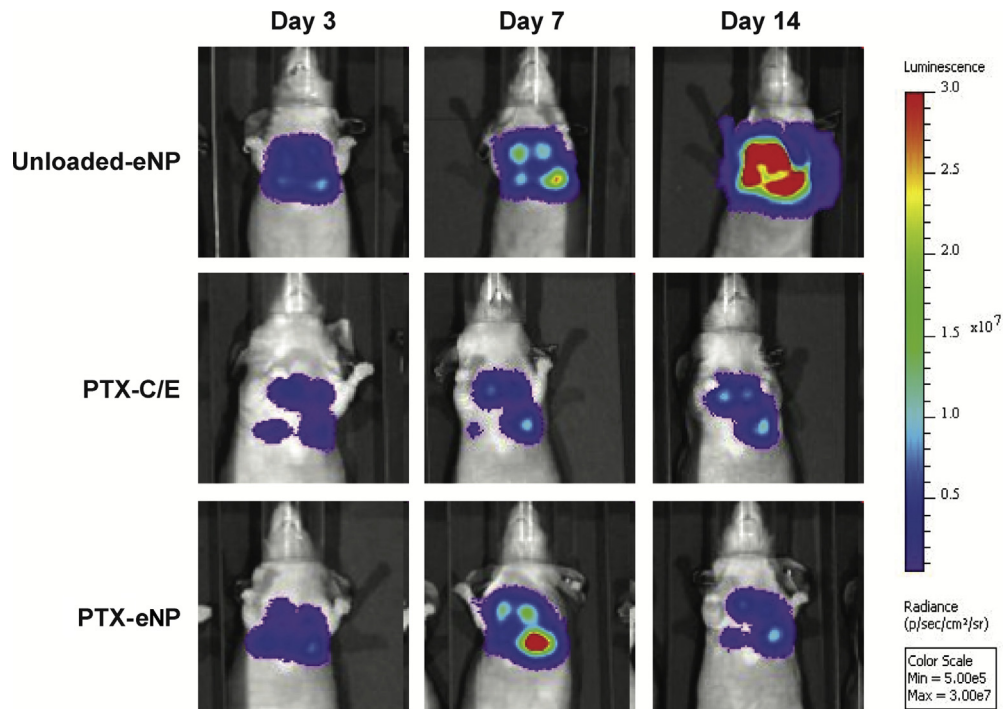 Day 3
Day 7
Day 14
Unloaded-eNP
PTX-C/E
PTX-eNP
Luminescence
3.0
2.5
2.0
1.5
x10⁷
1.0
0.5
Radiance
(p/sec/cm²/sr)
Color Scale
Min = 5.00e5
Max = 3.00e7